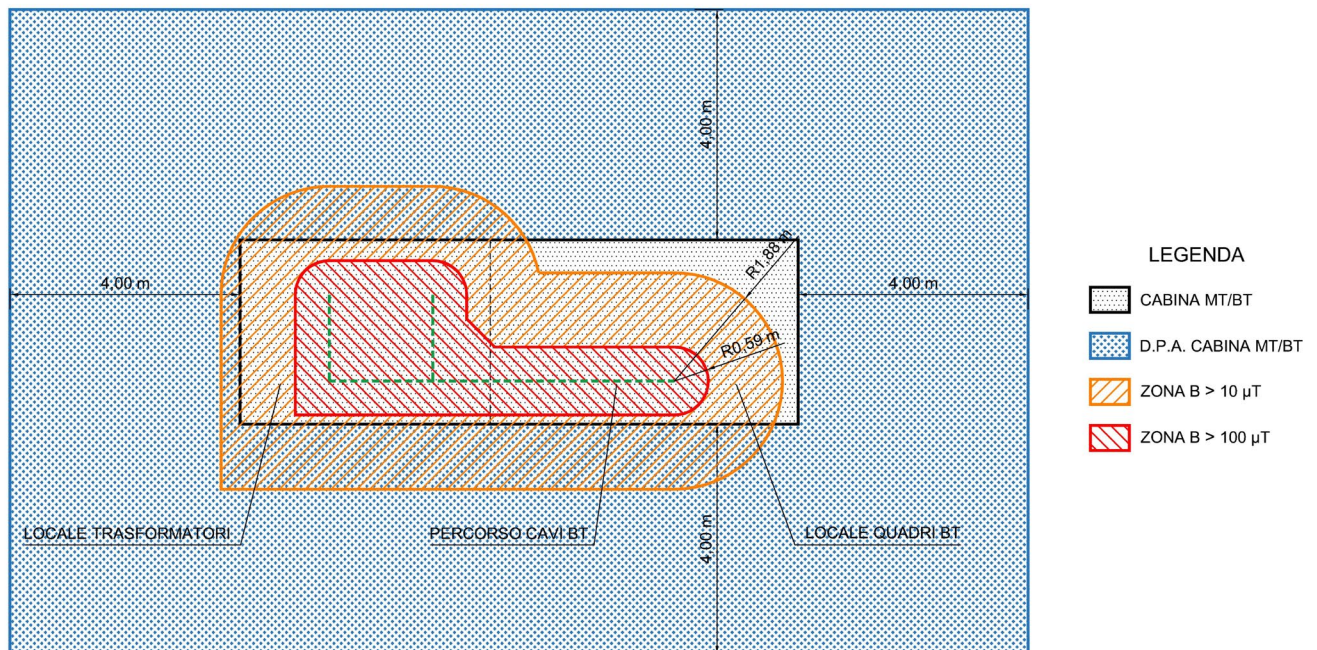 4,00 m
4,00 m
4,00 m
R1,88 m
R0,59 m
LEGENDA
CABINA MT/BT
D.P.A. CABINA MT/BT
ZONA B > 10 µT
ZONA B > 100 µT
LOCALE TRASFORMATORI
PERCORSO CAVI BT
LOCALE QUADRI BT
4,00 m